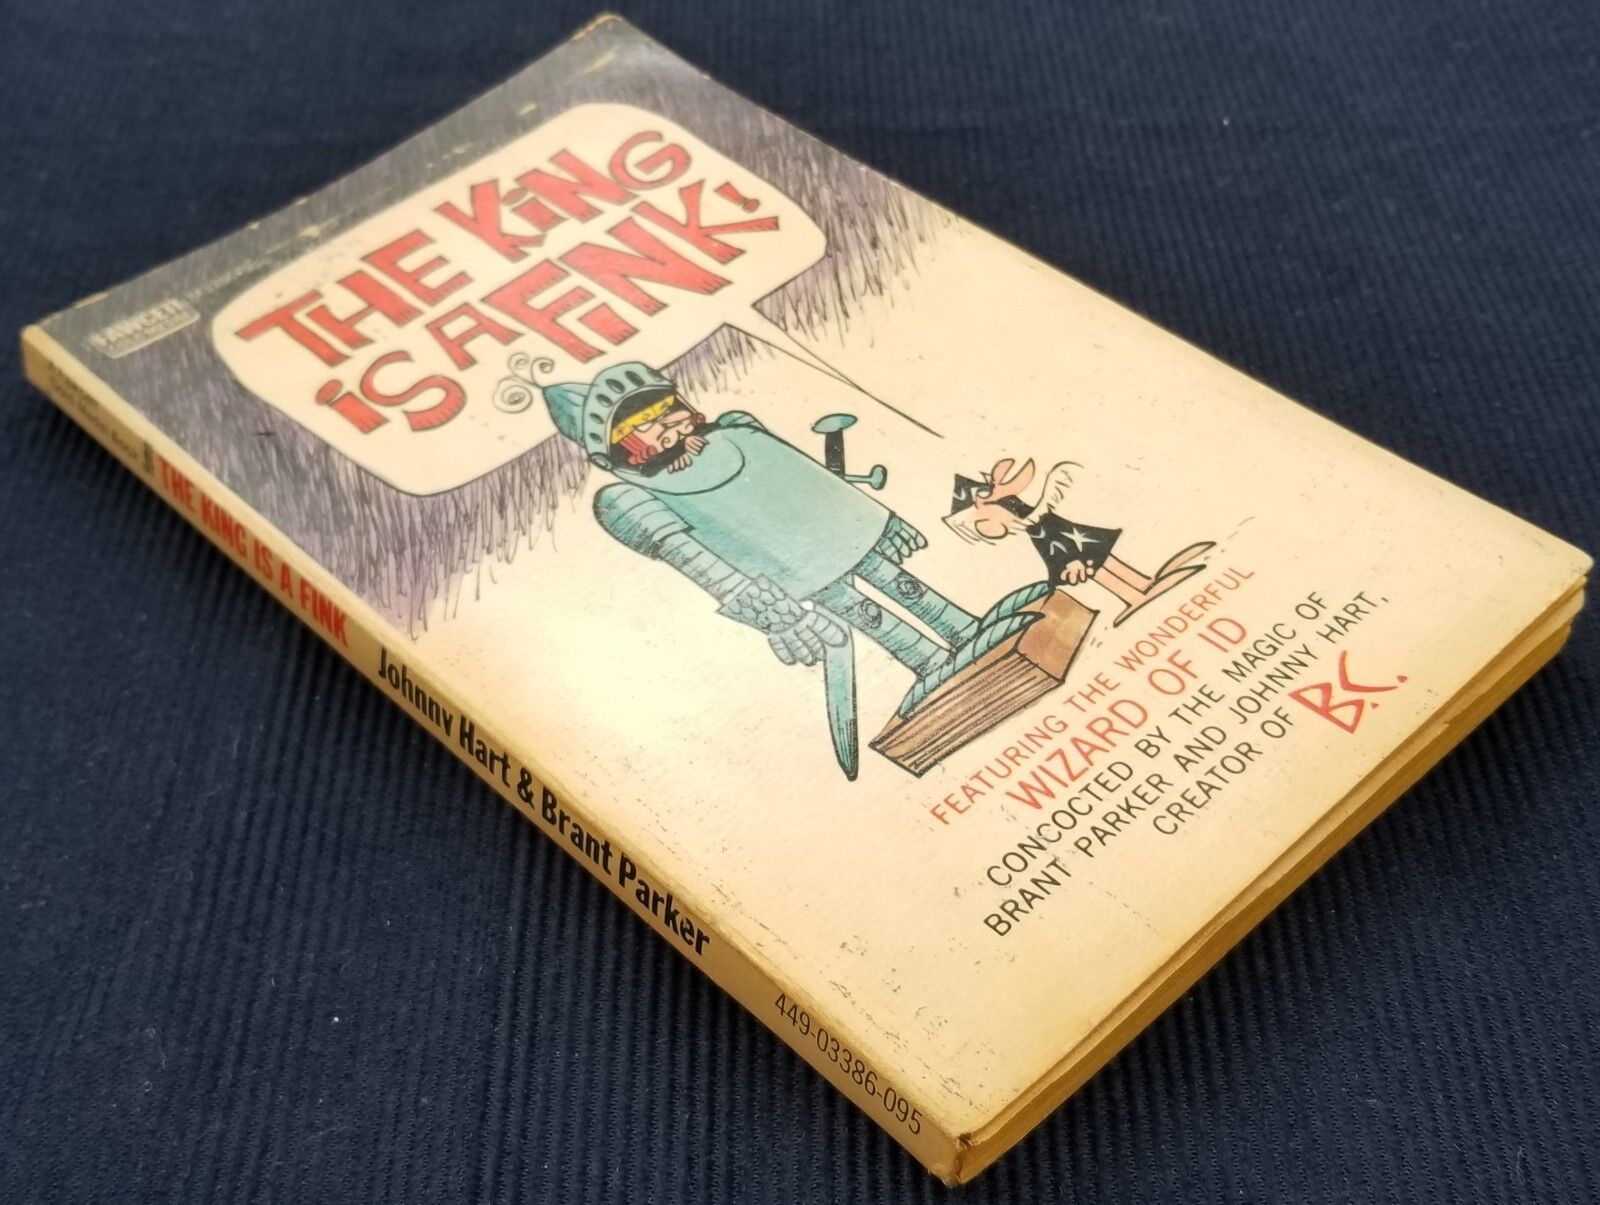 FAWCETT
THE KiNG
iS A FiNK!
FEATURING THE WONDERFUL
WIZARD OF ID
CONCOCTED BY THE MAGIC OF
BRANT PARKER AND JOHNNY HART,
CREATOR OF B.C.
THE KING IS A FINK Johnny Hart & Brant Parker 449-03386-095